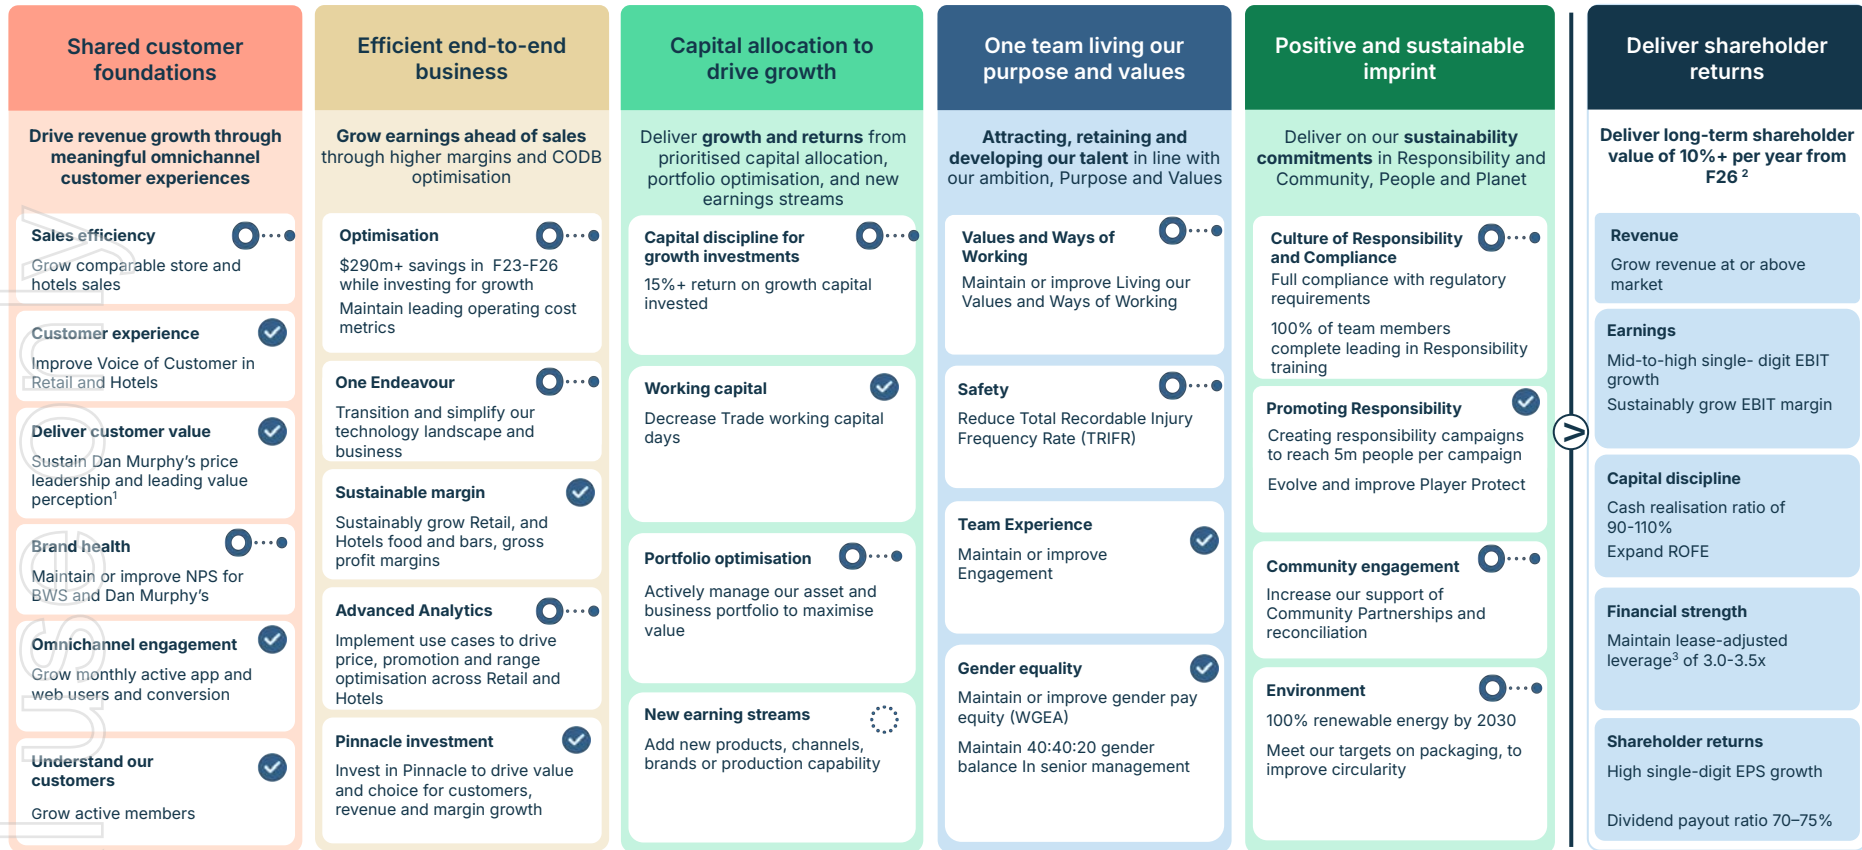 Shared customer
foundations
Drive revenue growth through
meaningful omnichannel
customer experiences
Sales efficiency
Grow comparable store and
hotels sales
Customer experience
Improve Voice of Customer in
Retail and Hotels
Deliver customer value
Sustain Dan Murphy's price
leadership and leading value
perception¹
Brand health
Maintain or improve NPS for
BWS and Dan Murphy's
Omnichannel engagement
Grow monthly active app and
web users and conversion
Understand our
customers
Grow active members
Efficient end-to-end
business
Grow earnings ahead of sales
through higher margins and CODB
optimisation
Optimisation
$290m+ savings in F23-F26
while investing for growth
Maintain leading operating cost
metrics
One Endeavour
Transition and simplify our
technology landscape and
business
Sustainable margin
Sustainably grow Retail, and
Hotels food and bars, gross
profit margins
Advanced Analytics
Implement use cases to drive
price, promotion and range
optimisation across Retail and
Hotels
Pinnacle investment
Invest in Pinnacle to drive value
and choice for customers,
revenue and margin growth
Capital allocation to
drive growth
Deliver growth and returns from
prioritised capital allocation,
portfolio optimisation, and new
earnings streams
Capital discipline for
growth investments
15%+ return on growth capital
invested
Working capital
Decrease Trade working capital
days
Portfolio optimisation
Actively manage our asset and
business portfolio to maximise
value
New earning streams
Add new products, channels,
brands or production capability
One team living our
purpose and values
Attracting, retaining and
developing our talent in line with
our ambition, Purpose and Values
Values and Ways of
Working
Maintain or improve Living our
Values and Ways of Working
Safety
Reduce Total Recordable Injury
Frequency Rate (TRIFR)
Team Experience
Maintain or improve
Engagement
Gender equality
Maintain or improve gender pay
equity (WGEA)
Maintain 40:40:20 gender
balance In senior management
Positive and sustainable
imprint
Deliver on our sustainability
commitments in Responsibility and
Community, People and Planet
Culture of Responsibility
and Compliance
Full compliance with regulatory
requirements
100% of team members
complete leading in Responsibility
training
Promoting Responsibility
Creating responsibility campaigns
to reach 5m people per campaign
Evolve and improve Player Protect
Community engagement
Increase our support of
Community Partnerships and
reconciliation
Environment
100% renewable energy by 2030
Meet our targets on packaging, to
improve circularity
>
Deliver shareholder
returns
Deliver long-term shareholder
value of 10%+ per year from
F26 ²
Revenue
Grow revenue at or above
market
Earnings
Mid-to-high single- digit EBIT
growth
Sustainably grow EBIT margin
Capital discipline
Cash realisation ratio of
90-110%
Expand ROFE
Financial strength
Maintain lease-adjusted
leverage³ of 3.0-3.5x
Shareholder returns
High single-digit EPS growth
Dividend payout ratio 70–75%
use only